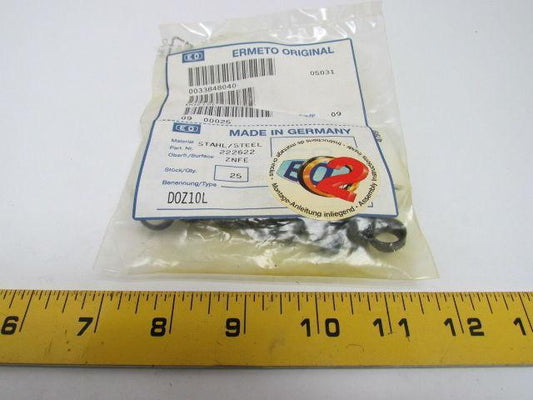 EO
ERMETO ORIGINAL
05031
0033848040
09
09 00025
EO
MADE IN GERMANY
Material STAHL/STEEL
Part. Nr. 222622
Oberfl./Surface ZNFE
Stück/Qty. 25
Benennung/Type
DOZ10L
EO2
Montage-Anleitung inliegend • Assembly instructions
6 7 8 9 10 11 12 13